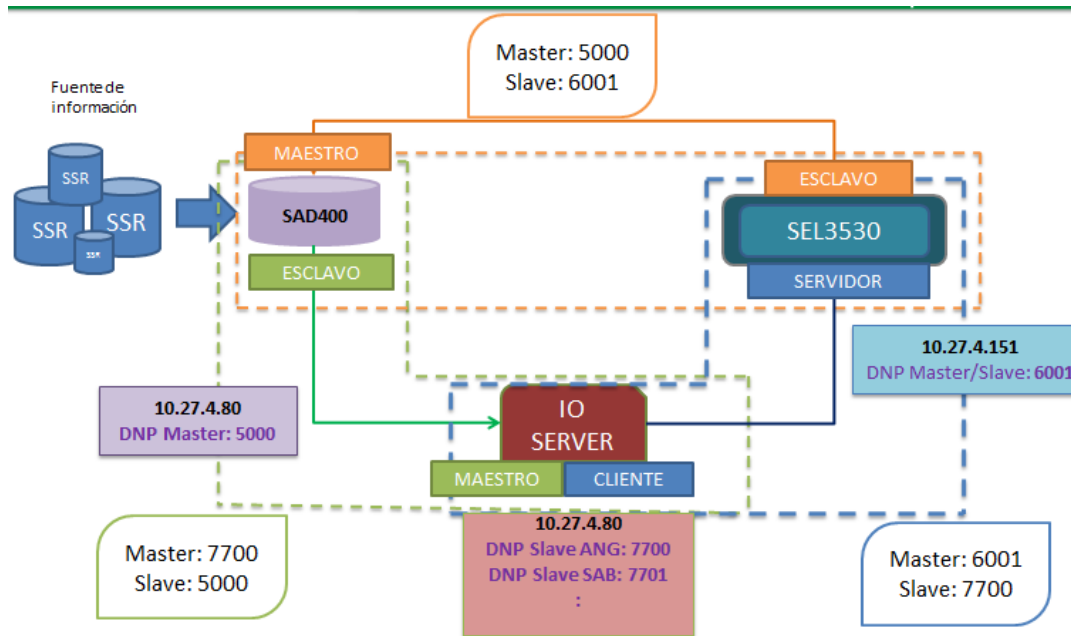 Master: 5000
Slave: 6001
Fuente de
información
SSR
SSR
SSR
SSR
MAESTRO
SAD400
ESCLAVO
ESCLAVO
SEL3530
SERVIDOR
10.27.4.151
DNP Master/Slave: 6001
10.27.4.80
DNP Master: 5000
IO
SERVER
MAESTRO
CLIENTE
10.27.4.80
DNP Slave ANG: 7700
DNP Slave SAB: 7701
:
Master: 7700
Slave: 5000
Master: 6001
Slave: 7700